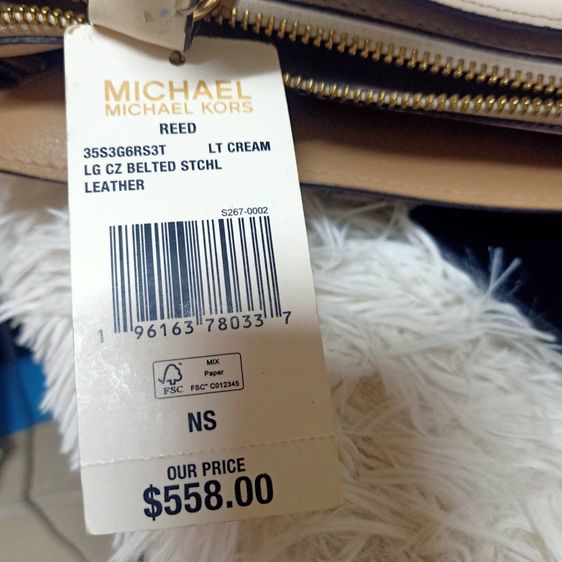 MICHAEL
MICHAEL KORS
REED
35S3G6RS3T LT CREAM
LG CZ BELTED STCHL
LEATHER
S267-0002
1 96163 78033 7
FSC
MIX
Paper
FSC™ C012345
NS
OUR PRICE
$558.00